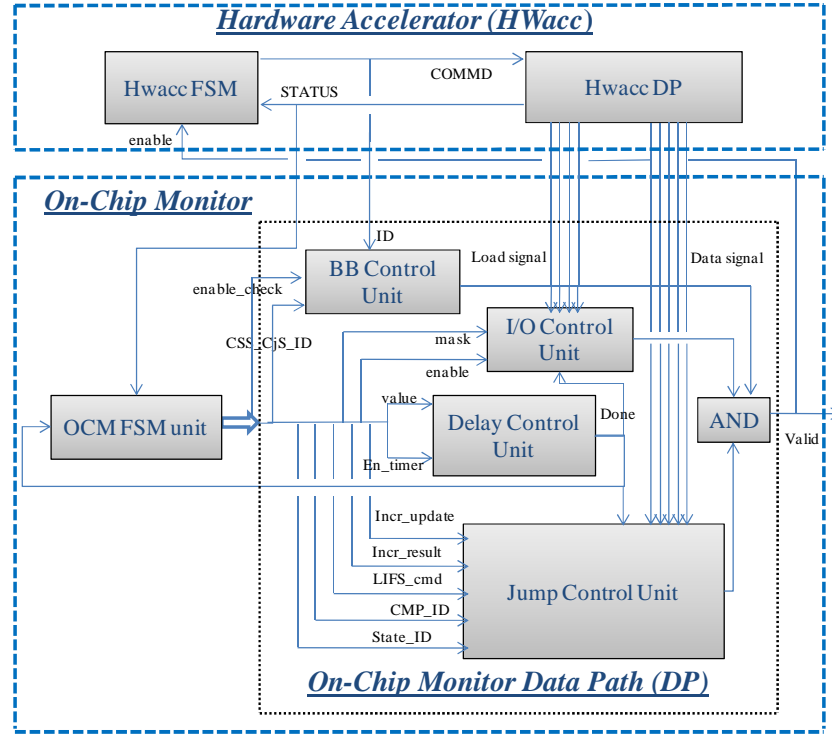 Hardware Accelerator (HWacc)
Hwacc FSM
COMMD
STATUS
Hwacc DP
enable
On-Chip Monitor
ID
Load signal
Data signal
BB Control
Unit
enable_check
CSS_CjS_ID
mask
I/O Control
Unit
enable
value
Done
OCM FSM unit
Delay Control
Unit
AND
Valid
En_timer
Incr_update
Incr_result
LIFS_cmd
Jump Control Unit
CMP_ID
State_ID
On-Chip Monitor Data Path (DP)